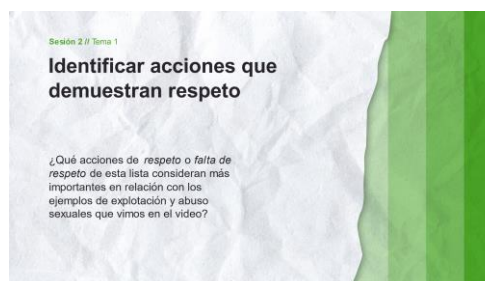 Sesión 2 // Tema 1
Identificar acciones que
demuestran respeto
¿Qué acciones de respeto o falta de
respeto de esta lista consideran más
importantes en relación con los
ejemplos de explotación y abuso
sexuales que vimos en el video?